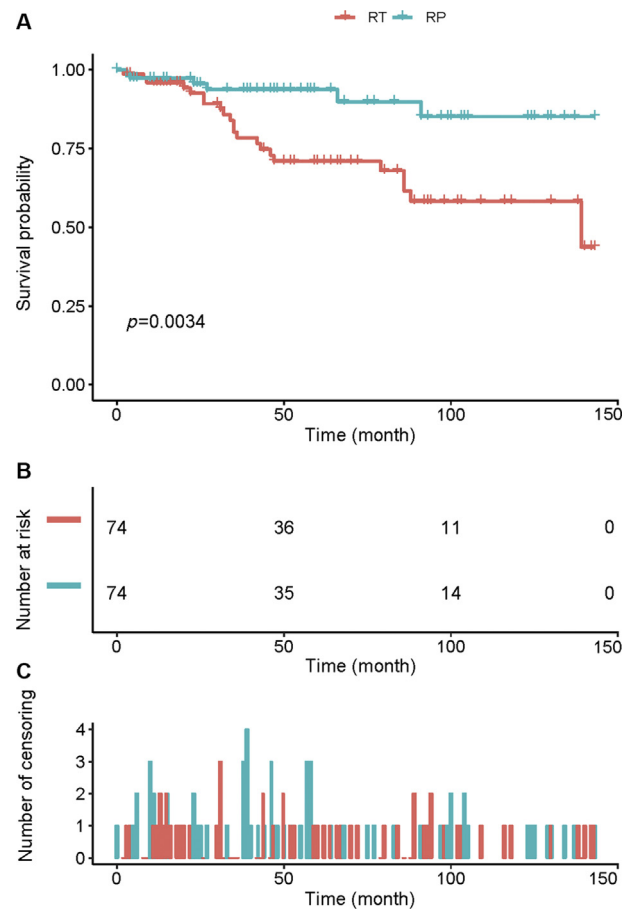 A
RT RP
1.00
0.75
0.50
0.25
0.00
Survival probability
p=0.0034
0 50 100 150
Time (month)
B
Number at risk
74 36 11 0
74 35 14 0
0 50 100 150
Time (month)
C
Number of censoring
4
3
2
1
0
0 50 100 150
Time (month)